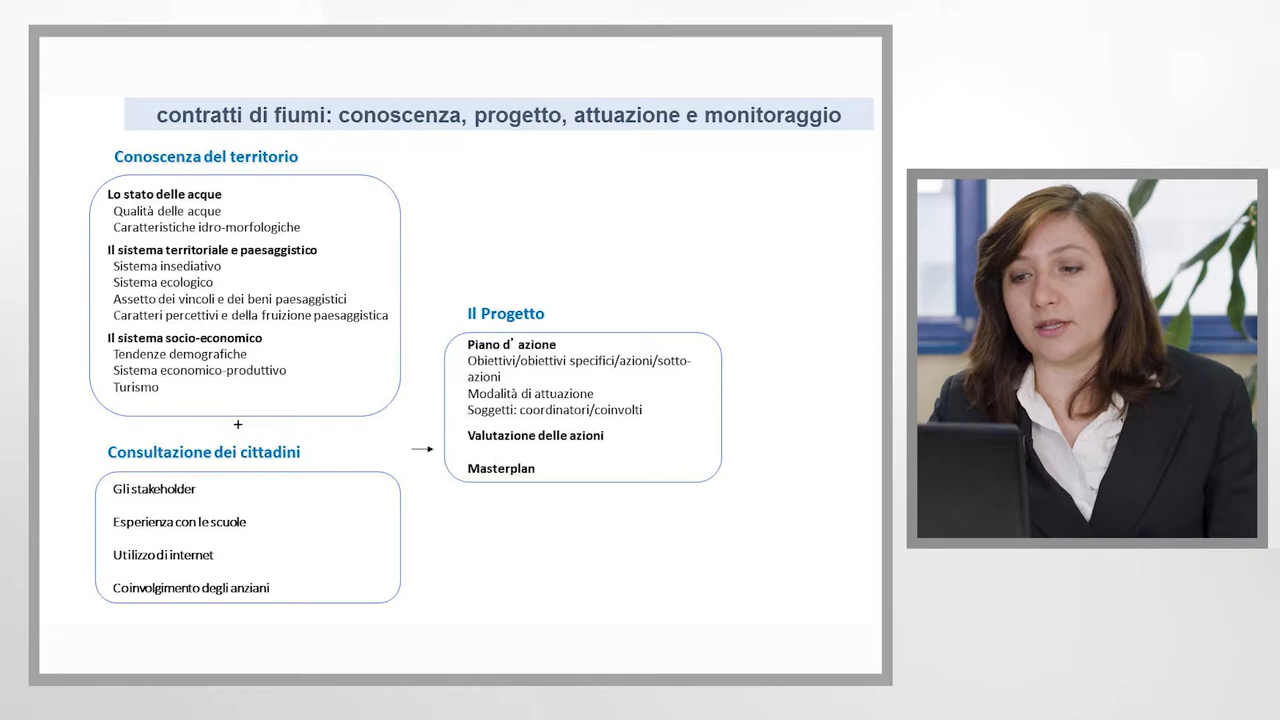 contratti di fiumi: conoscenza, progetto, attuazione e monitoraggio
Conoscenza del territorio
Lo stato delle acque
Qualità delle acque
Caratteristiche idro-morfologiche
Il sistema territoriale e paesaggistico
Sistema insediativo
Sistema ecologico
Assetto dei vincoli e dei beni paesaggistici
Caratteri percettivi e della fruizione paesaggistica
Il sistema socio-economico
Tendenze demografiche
Sistema economico-produttivo
Turismo
+
Consultazione dei cittadini
Gli stakeholder
Esperienza con le scuole
Utilizzo di internet
Coinvolgimento degli anziani
Il Progetto
Piano d’ azione
Obiettivi/obiettivi specifici/azioni/sotto-
azioni
Modalità di attuazione
Soggetti: coordinatori/coinvolti
Valutazione delle azioni
Masterplan